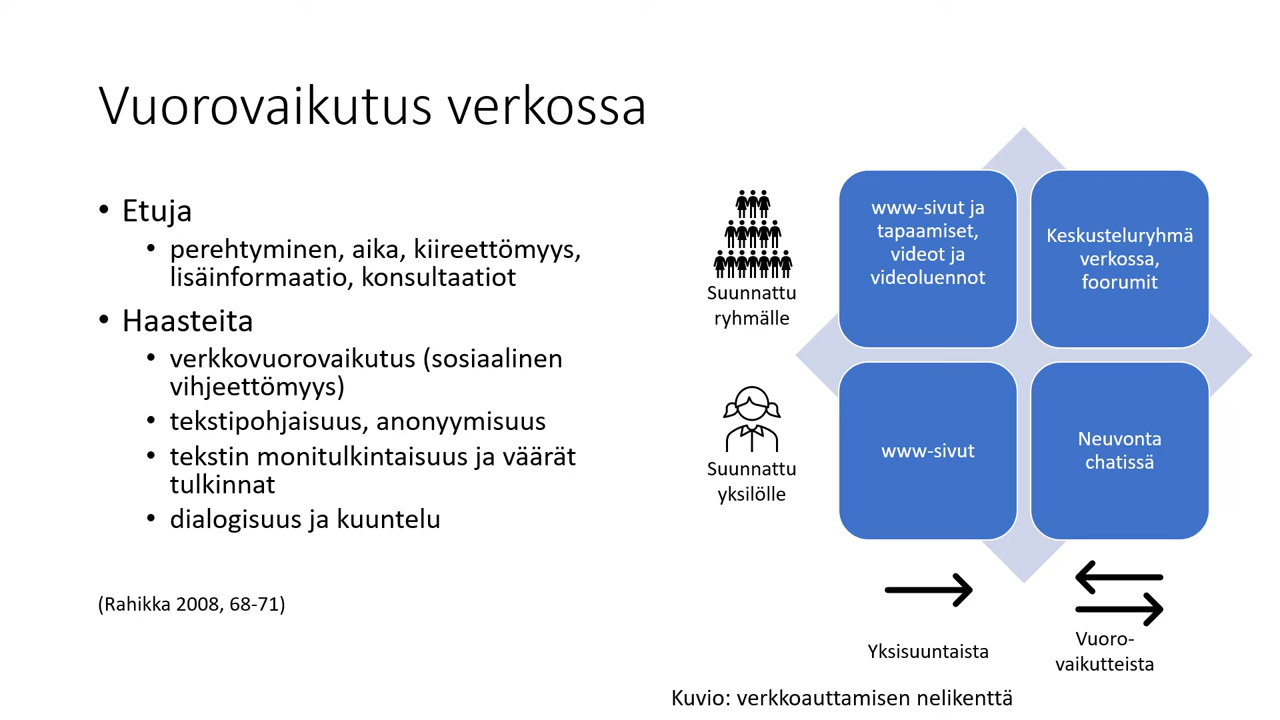 Vuorovaikutus verkossa
• Etuja
• perehtyminen, aika, kiireettömyys,
lisäinformaatio, konsultaatiot
• Haasteita
• verkkovuorovaikutus (sosiaalinen
vihjeettömyys)
• tekstipohjaisuus, anonyymisuus
• tekstin monitulkintaisuus ja väärät
tulkinnat
• dialogisuus ja kuuntelu
(Rahikka 2008, 68-71)
Suunnattu
ryhmälle
www-sivut ja
tapaamiset,
videot ja
videoluennot
Keskusteluryhmä
verkossa,
foorumit
Suunnattu
yksilölle
www-sivut
Neuvonta
chatissä
Yksisuuntaista
Vuoro-
vaikutteista
Kuvio: verkkoauttamisen nelikenttä